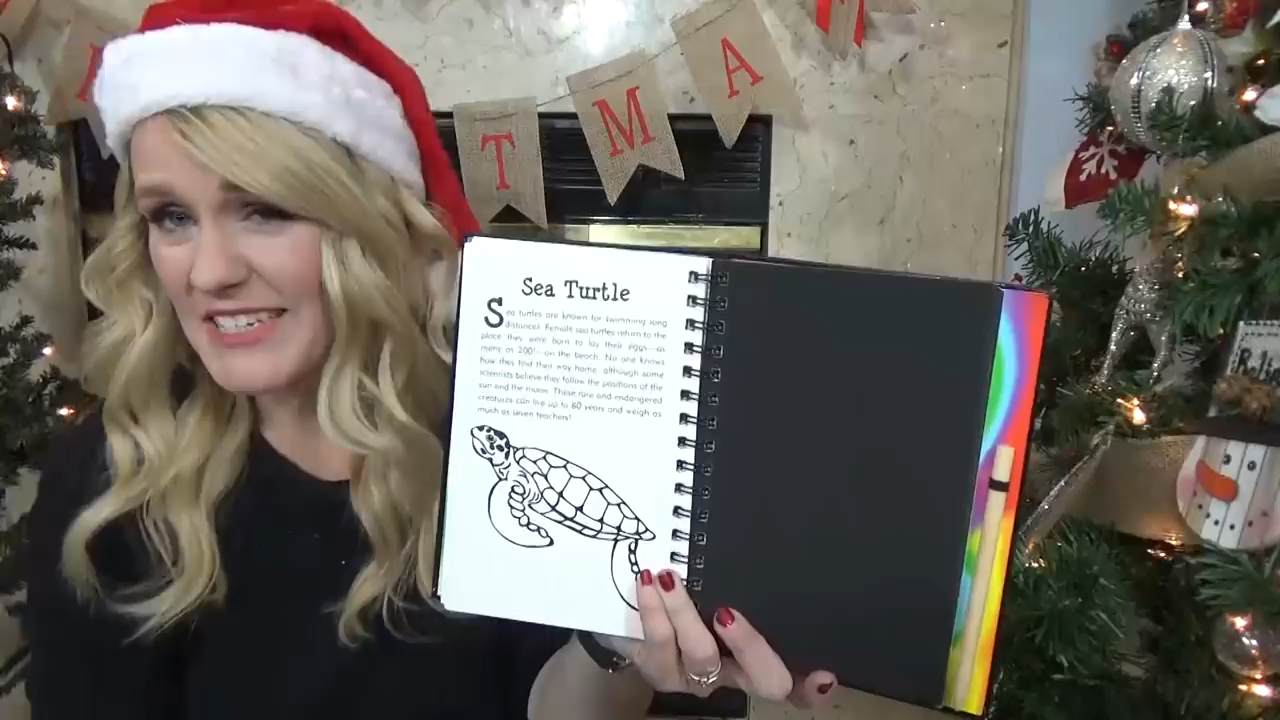 T M A
Sea Turtle
Sea turtles are known for swimming long
distances. Female sea turtles return to the
place they were born to lay their eggs—as
many as 200!—on the beach. No one knows
how they find their way home, although some
scientists believe they follow the positions of the
sun and the moon. These rare and endangered
creatures can live up to 80 years and weigh as
much as seven teachers!